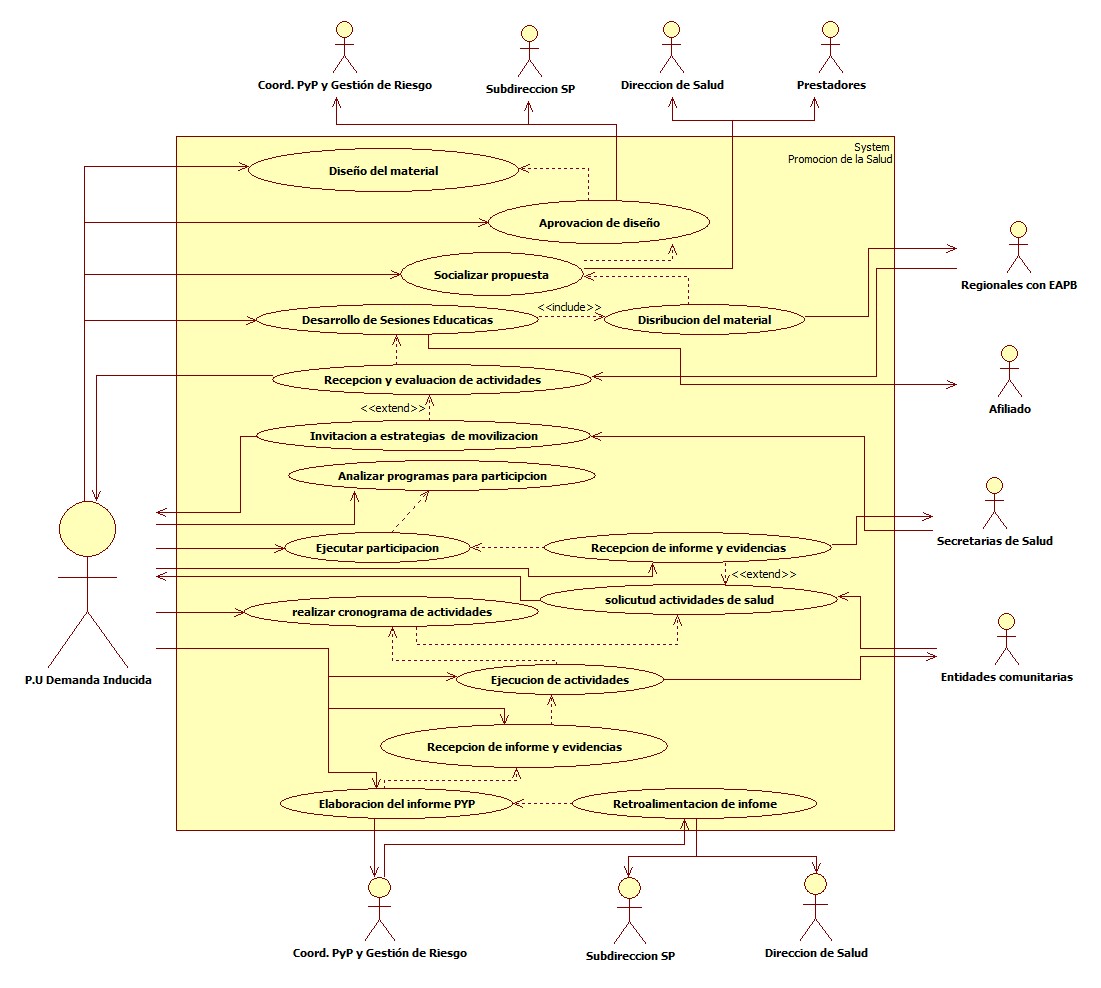 Coord. PyP y Gestión de Riesgo
Subdireccion SP
Direccion de Salud
Prestadores
System
Promocion de la Salud
Diseño del material
Aprovacion de diseño
Socializar propuesta
Regionales con EAPB
<<include>>
Desarrollo de Sesiones Educaticas
Disribucion del material
Recepcion y evaluacion de actividades
Afiliado
<<extend>>
Invitacion a estrategias de movilizacion
Analizar programas para participcion
Secretarias de Salud
Ejecutar participacion
Recepcion de informe y evidencias
<<extend>>
solicutud actividades de salud
realizar cronograma de actividades
P.U Demanda Inducida
Ejecucion de actividades
Entidades comunitarias
Recepcion de informe y evidencias
Elaboracion del informe PYP
Retroalimentacion de infome
Coord. PyP y Gestión de Riesgo
Subdireccion SP
Direccion de Salud